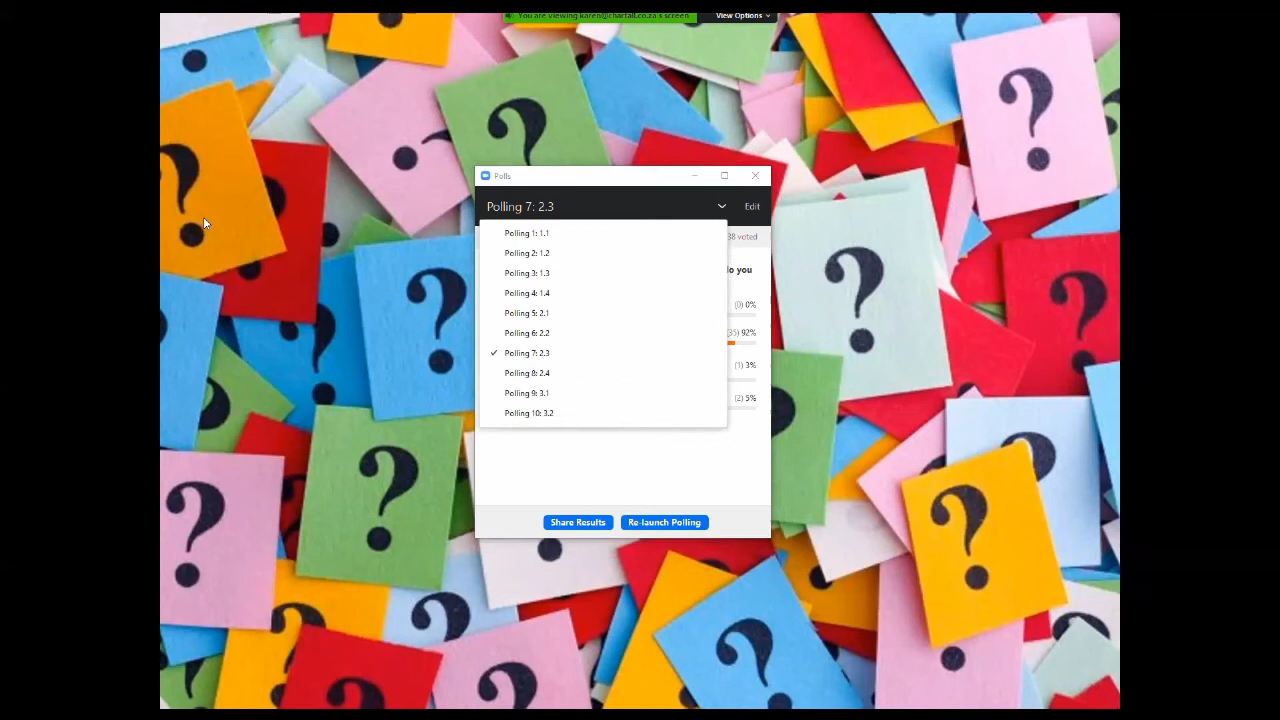 You are viewing karen@chartall.co.za's screen
View Options
Polls
Polling 7: 2.3
Edit
Polling 1: 1.1
38 voted
Polling 2: 1.2
Polling 3: 1.3
do you
Polling 4: 1.4
(0) 0%
Polling 5: 2.1
Polling 6: 2.2
(35) 92%
Polling 7: 2.3
(1) 3%
Polling 8: 2.4
Polling 9: 3.1
(2) 5%
Polling 10: 3.2
Share Results
Re-launch Polling
? ? ? ? ? ? ? ? ? ? ? ? ? ?